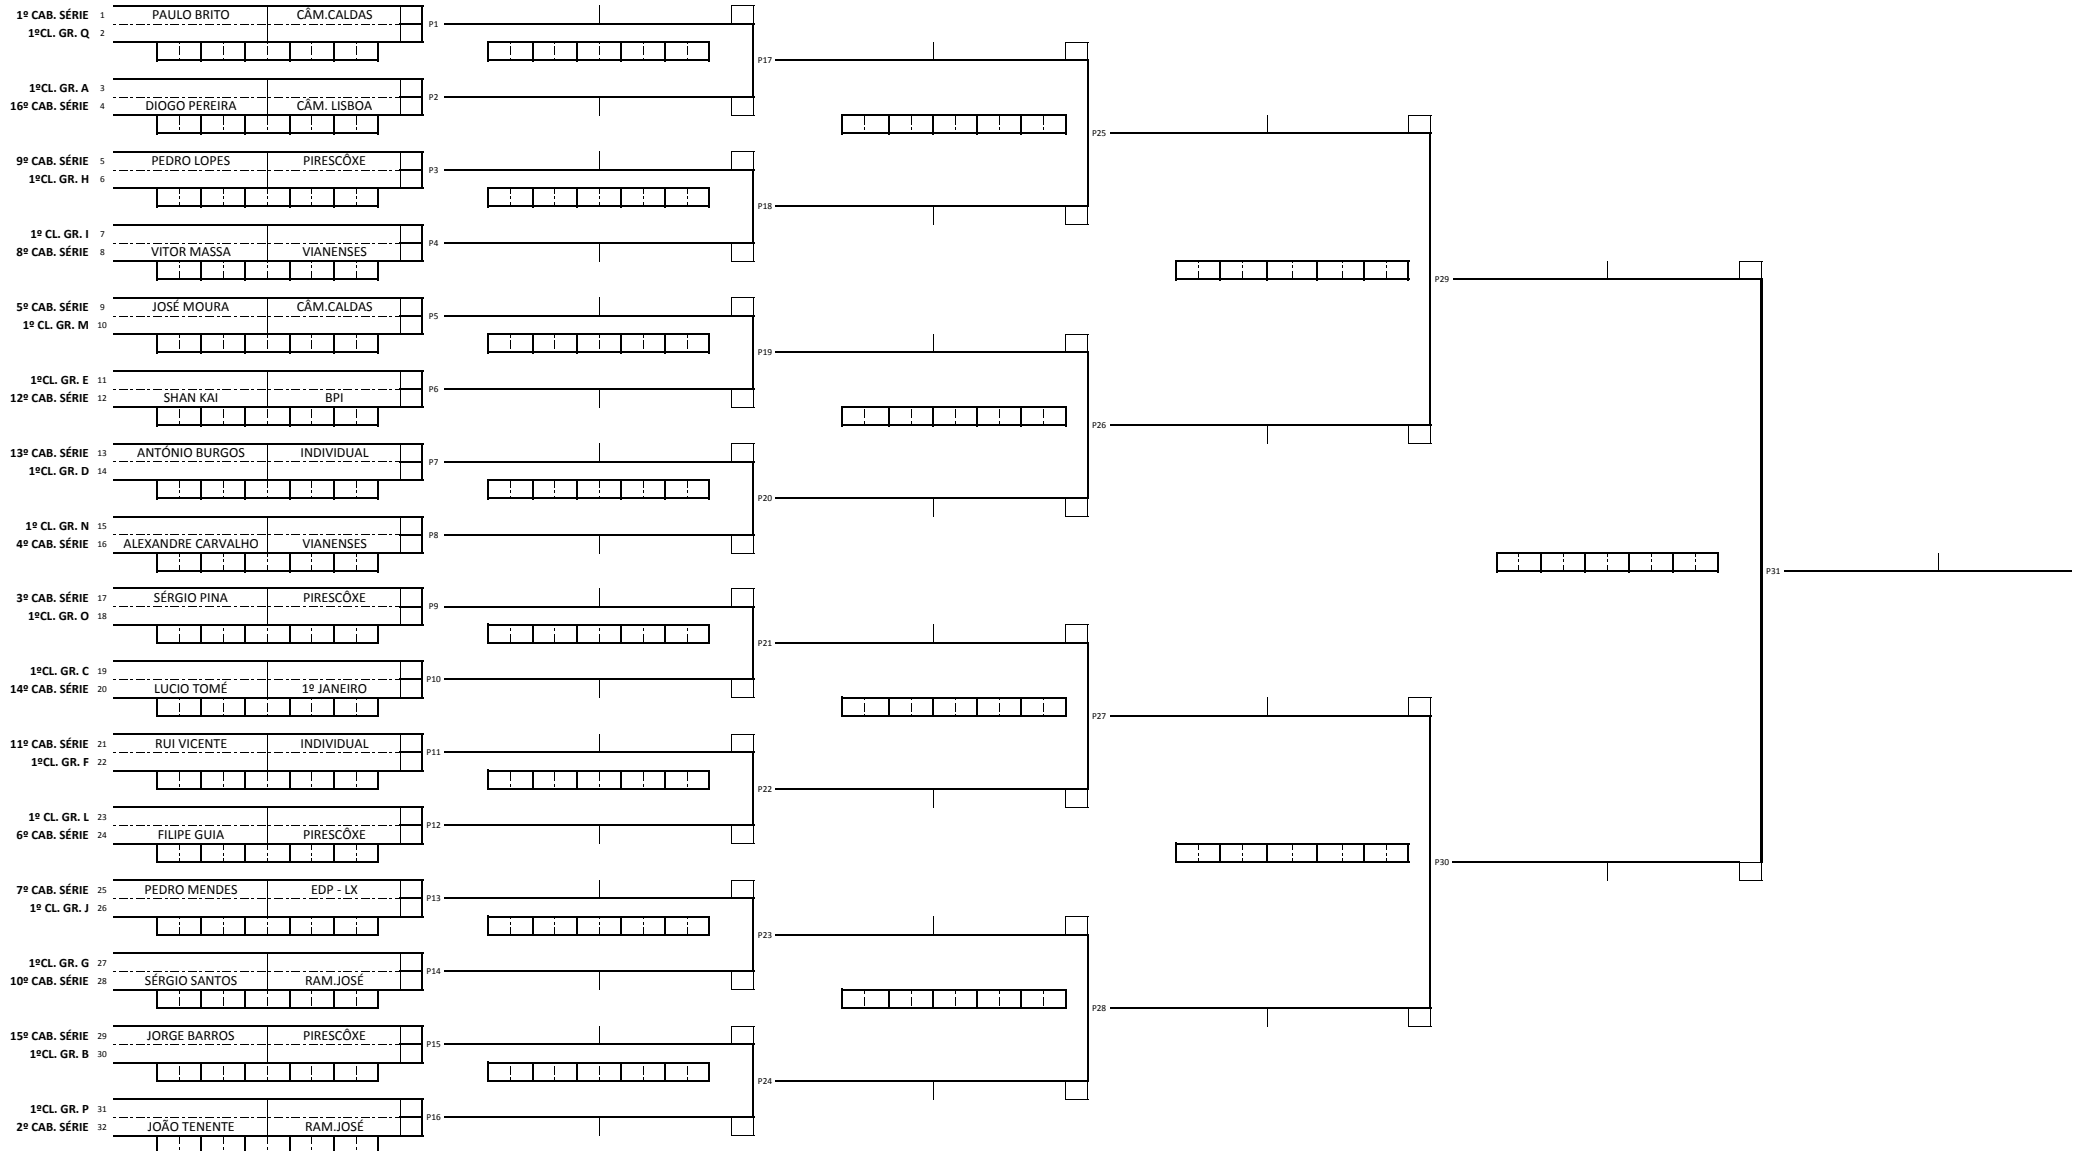 1º CAB. SÉRIE 1 PAULO BRITO CÂM.CALDAS
P1
1ºCL. GR. Q 2
P17
1ºCL. GR. A 3
P2
16º CAB. SÉRIE 4 DIOGO PEREIRA CÂM. LISBOA
P25
9º CAB. SÉRIE 5 PEDRO LOPES PIRESCÔXE
P3
1ºCL. GR. H 6
P18
1º CL. GR. I 7
P4
8º CAB. SÉRIE 8 VITOR MASSA VIANENSES
P29
5º CAB. SÉRIE 9 JOSÉ MOURA CÂM.CALDAS
P5
1º CL. GR. M 10
P19
1ºCL. GR. E 11
P6
12º CAB. SÉRIE 12 SHAN KAI BPI
P26
13º CAB. SÉRIE 13 ANTÓNIO BURGOS INDIVIDUAL
P7
1ºCL. GR. D 14
P20
1º CL. GR. N 15
P8
4º CAB. SÉRIE 16 ALEXANDRE CARVALHO VIANENSES
P31
3º CAB. SÉRIE 17 SÉRGIO PINA PIRESCÔXE
P9
1ºCL. GR. O 18
P21
1ºCL. GR. C 19
P10
14º CAB. SÉRIE 20 LUCIO TOMÉ 1º JANEIRO
P27
11º CAB. SÉRIE 21 RUI VICENTE INDIVIDUAL
P11
1ºCL. GR. F 22
P22
1º CL. GR. L 23
P12
6º CAB. SÉRIE 24 FILIPE GUIA PIRESCÔXE
P30
7º CAB. SÉRIE 25 PEDRO MENDES EDP - LX
P13
1º CL. GR. J 26
P23
1ºCL. GR. G 27
P14
10º CAB. SÉRIE 28 SÉRGIO SANTOS RAM.JOSÉ
P28
15º CAB. SÉRIE 29 JORGE BARROS PIRESCÔXE
P15
1ºCL. GR. B 30
P24
1ºCL. GR. P 31
P16
2º CAB. SÉRIE 32 JOÃO TENENTE RAM.JOSÉ